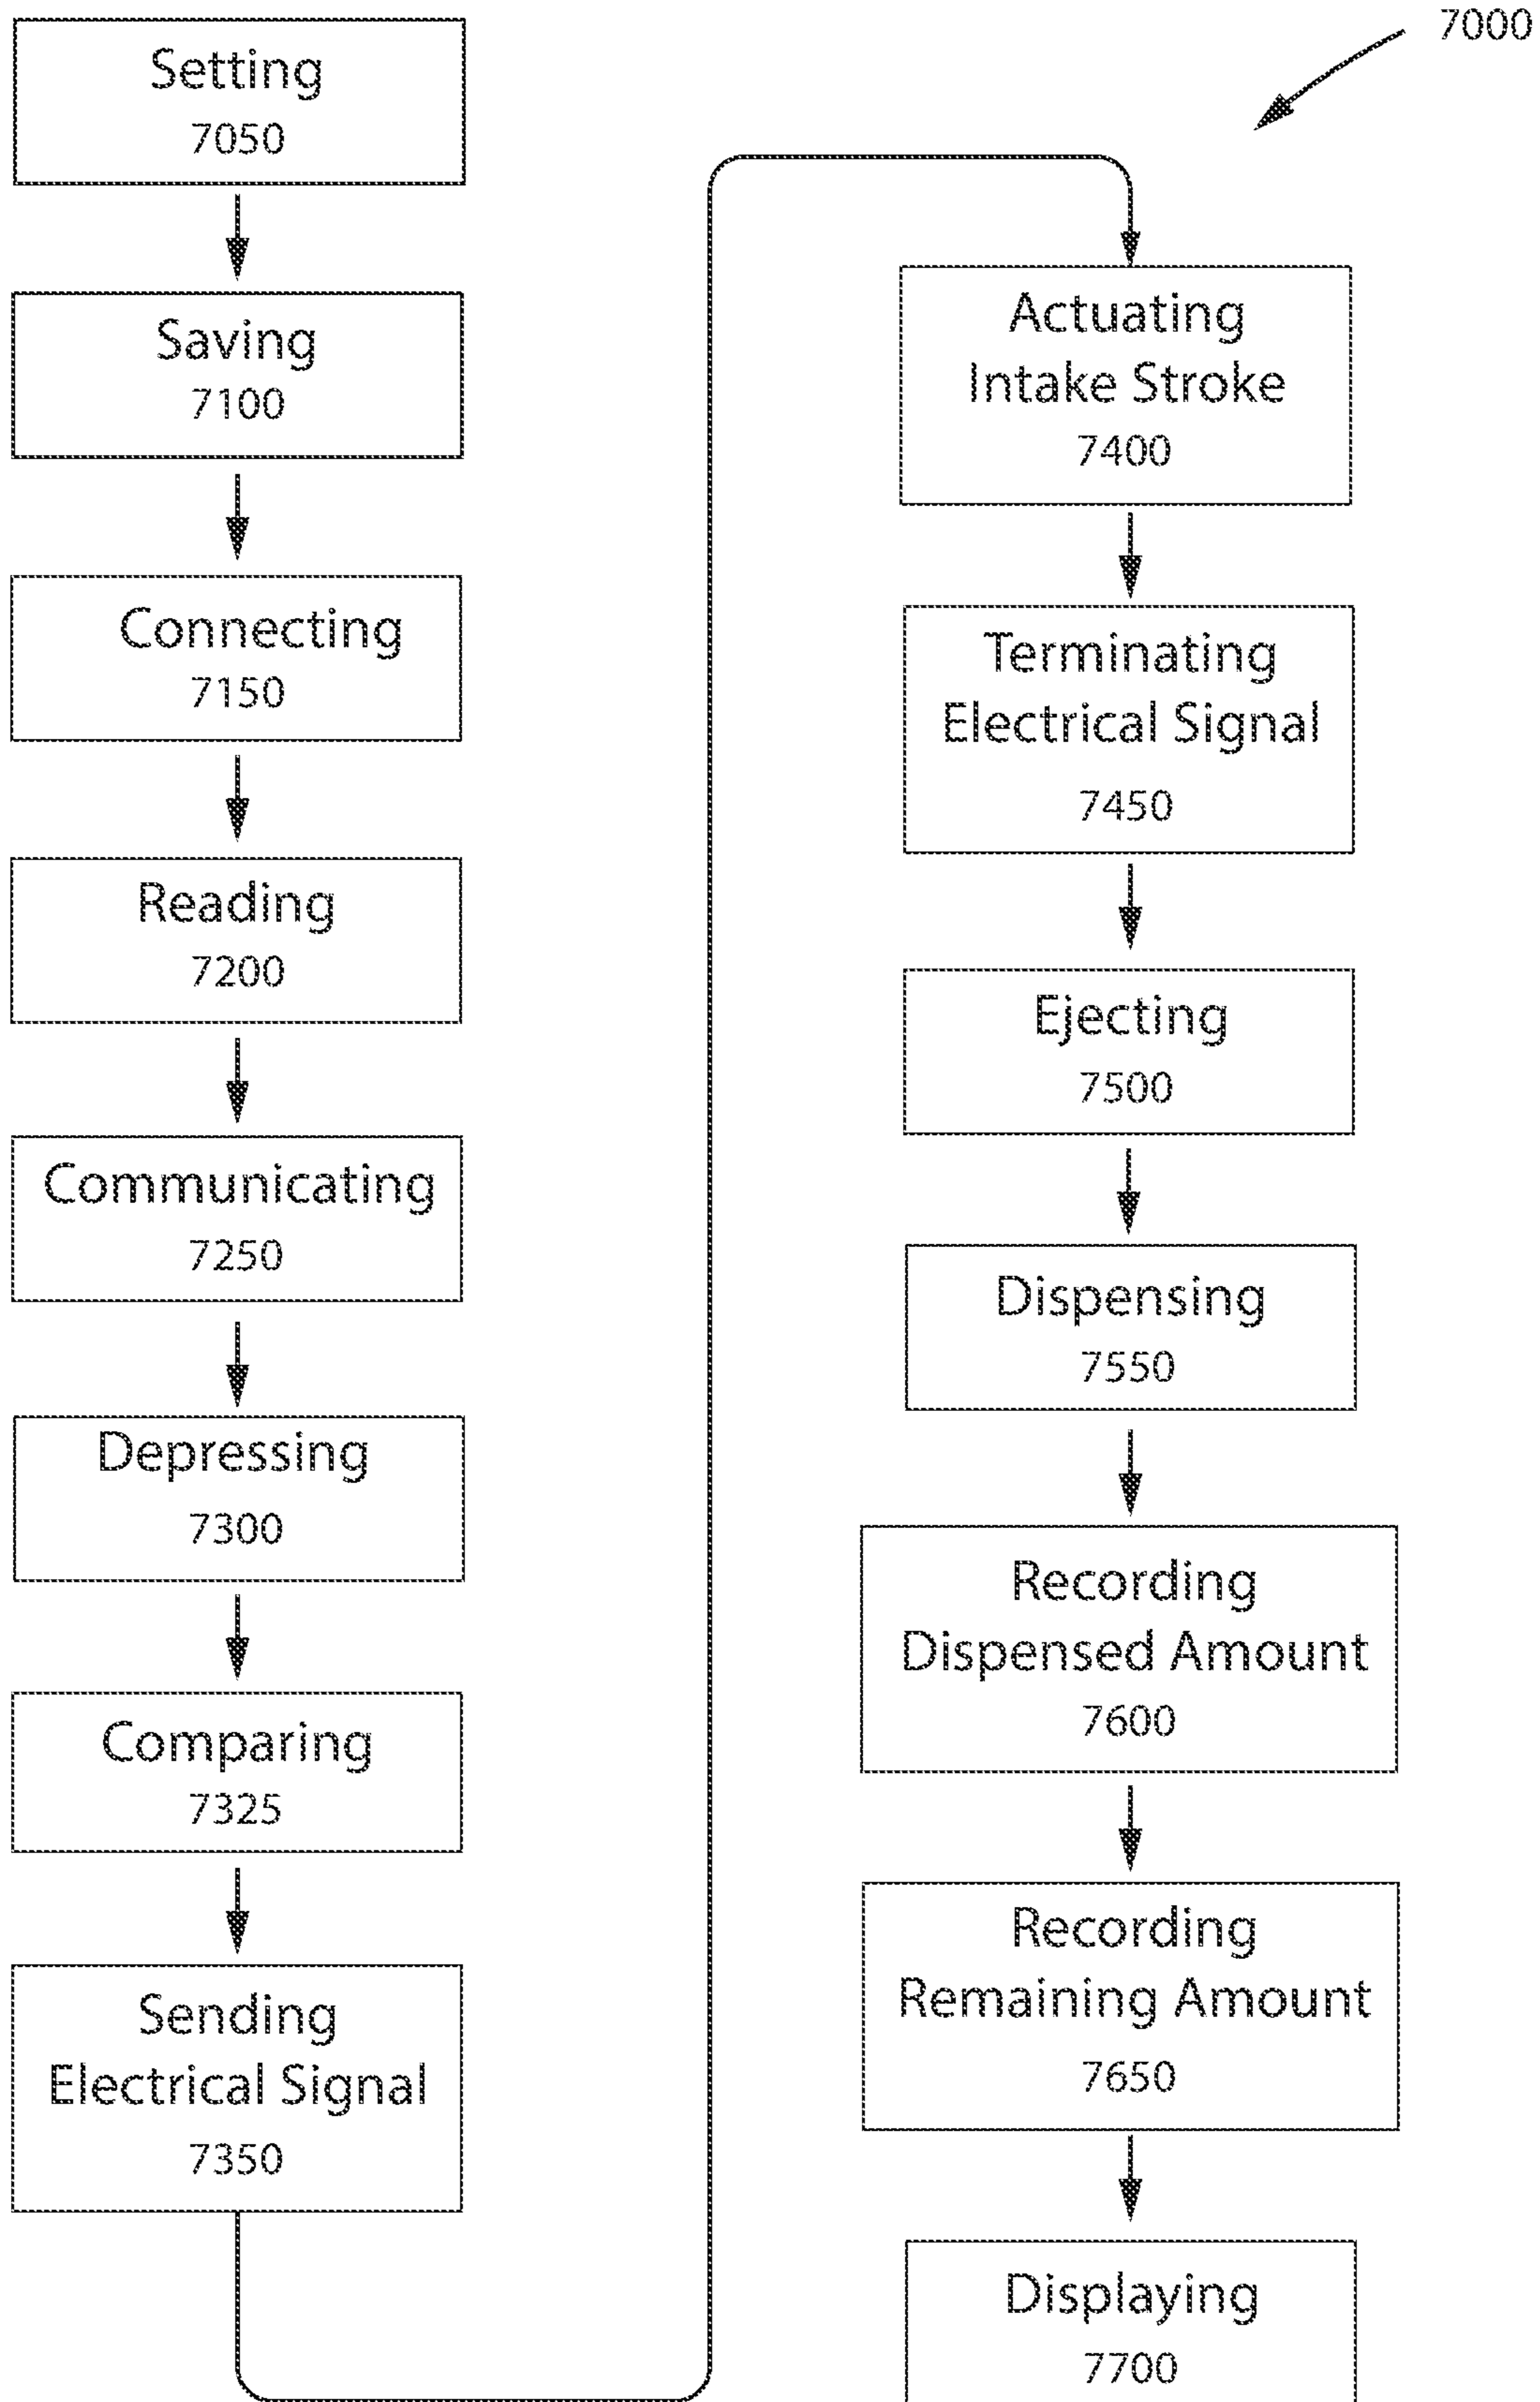 7000
Setting
7050
Saving
7100
Connecting
7150
Reading
7200
Communicating
7250
Depressing
7300
Comparing
7325
Sending
Electrical Signal
7350
Actuating
Intake Stroke
7400
Terminating
Electrical Signal
7450
Ejecting
7500
Dispensing
7550
Recording
Dispensed Amount
7600
Recording
Remaining Amount
7650
Displaying
7700